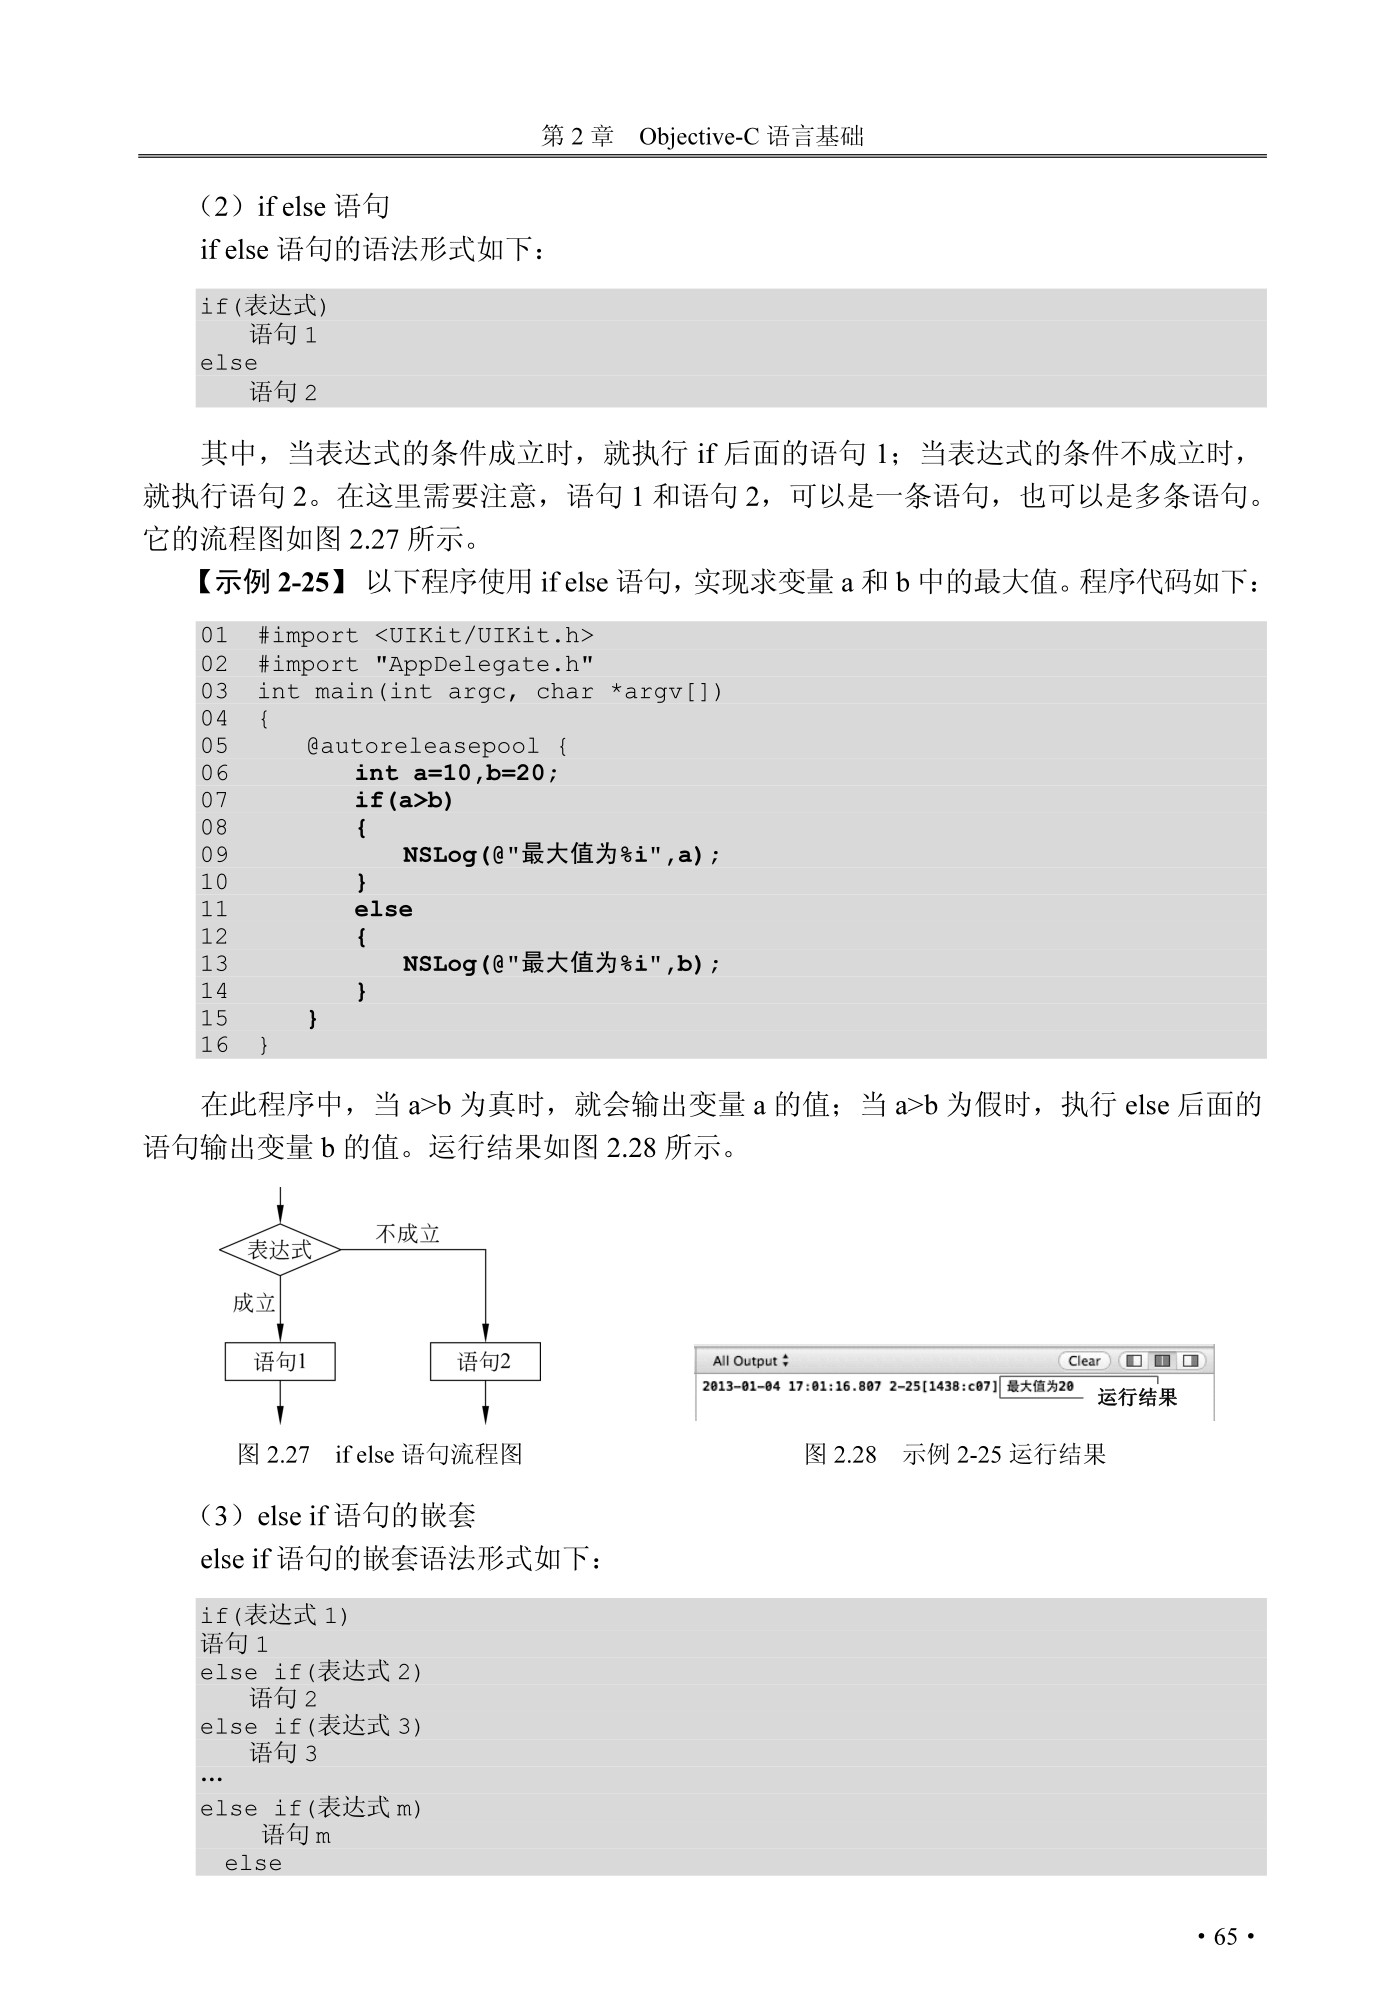 第 2 章　Objective-C 语言基础
（2）if else 语句
if else 语句的语法形式如下：
if(表达式)
    语句 1
else
    语句 2
其中，当表达式的条件成立时，就执行 if 后面的语句 1；当表达式的条件不成立时，
就执行语句 2。在这里需要注意，语句 1 和语句 2，可以是一条语句，也可以是多条语句。
它的流程图如图 2.27 所示。
【示例 2-25】 以下程序使用 if else 语句，实现求变量 a 和 b 中的最大值。程序代码如下：
01  #import <UIKit/UIKit.h>
02  #import "AppDelegate.h"
03  int main(int argc, char *argv[])
04  {
05      @autoreleasepool {
06          int a=10,b=20;
07          if(a>b)
08          {
09              NSLog(@"最大值为%i",a);
10          }
11          else
12          {
13              NSLog(@"最大值为%i",b);
14          }
15      }
16  }
在此程序中，当 a>b 为真时，就会输出变量 a 的值；当 a>b 为假时，执行 else 后面的
语句输出变量 b 的值。运行结果如图 2.28 所示。
表达式
不成立
成立
语句1
语句2
图 2.27　if else 语句流程图
All Output
Clear
2013-01-04 17:01:16.807 2-25[1438:c07] 最大值为20
运行结果
图 2.28　示例 2-25 运行结果
（3）else if 语句的嵌套
else if 语句的嵌套语法形式如下：
if(表达式 1)
语句 1
else if(表达式 2)
    语句 2
else if(表达式 3)
    语句 3
…
else if(表达式 m)
     语句 m
  else
• 65 •